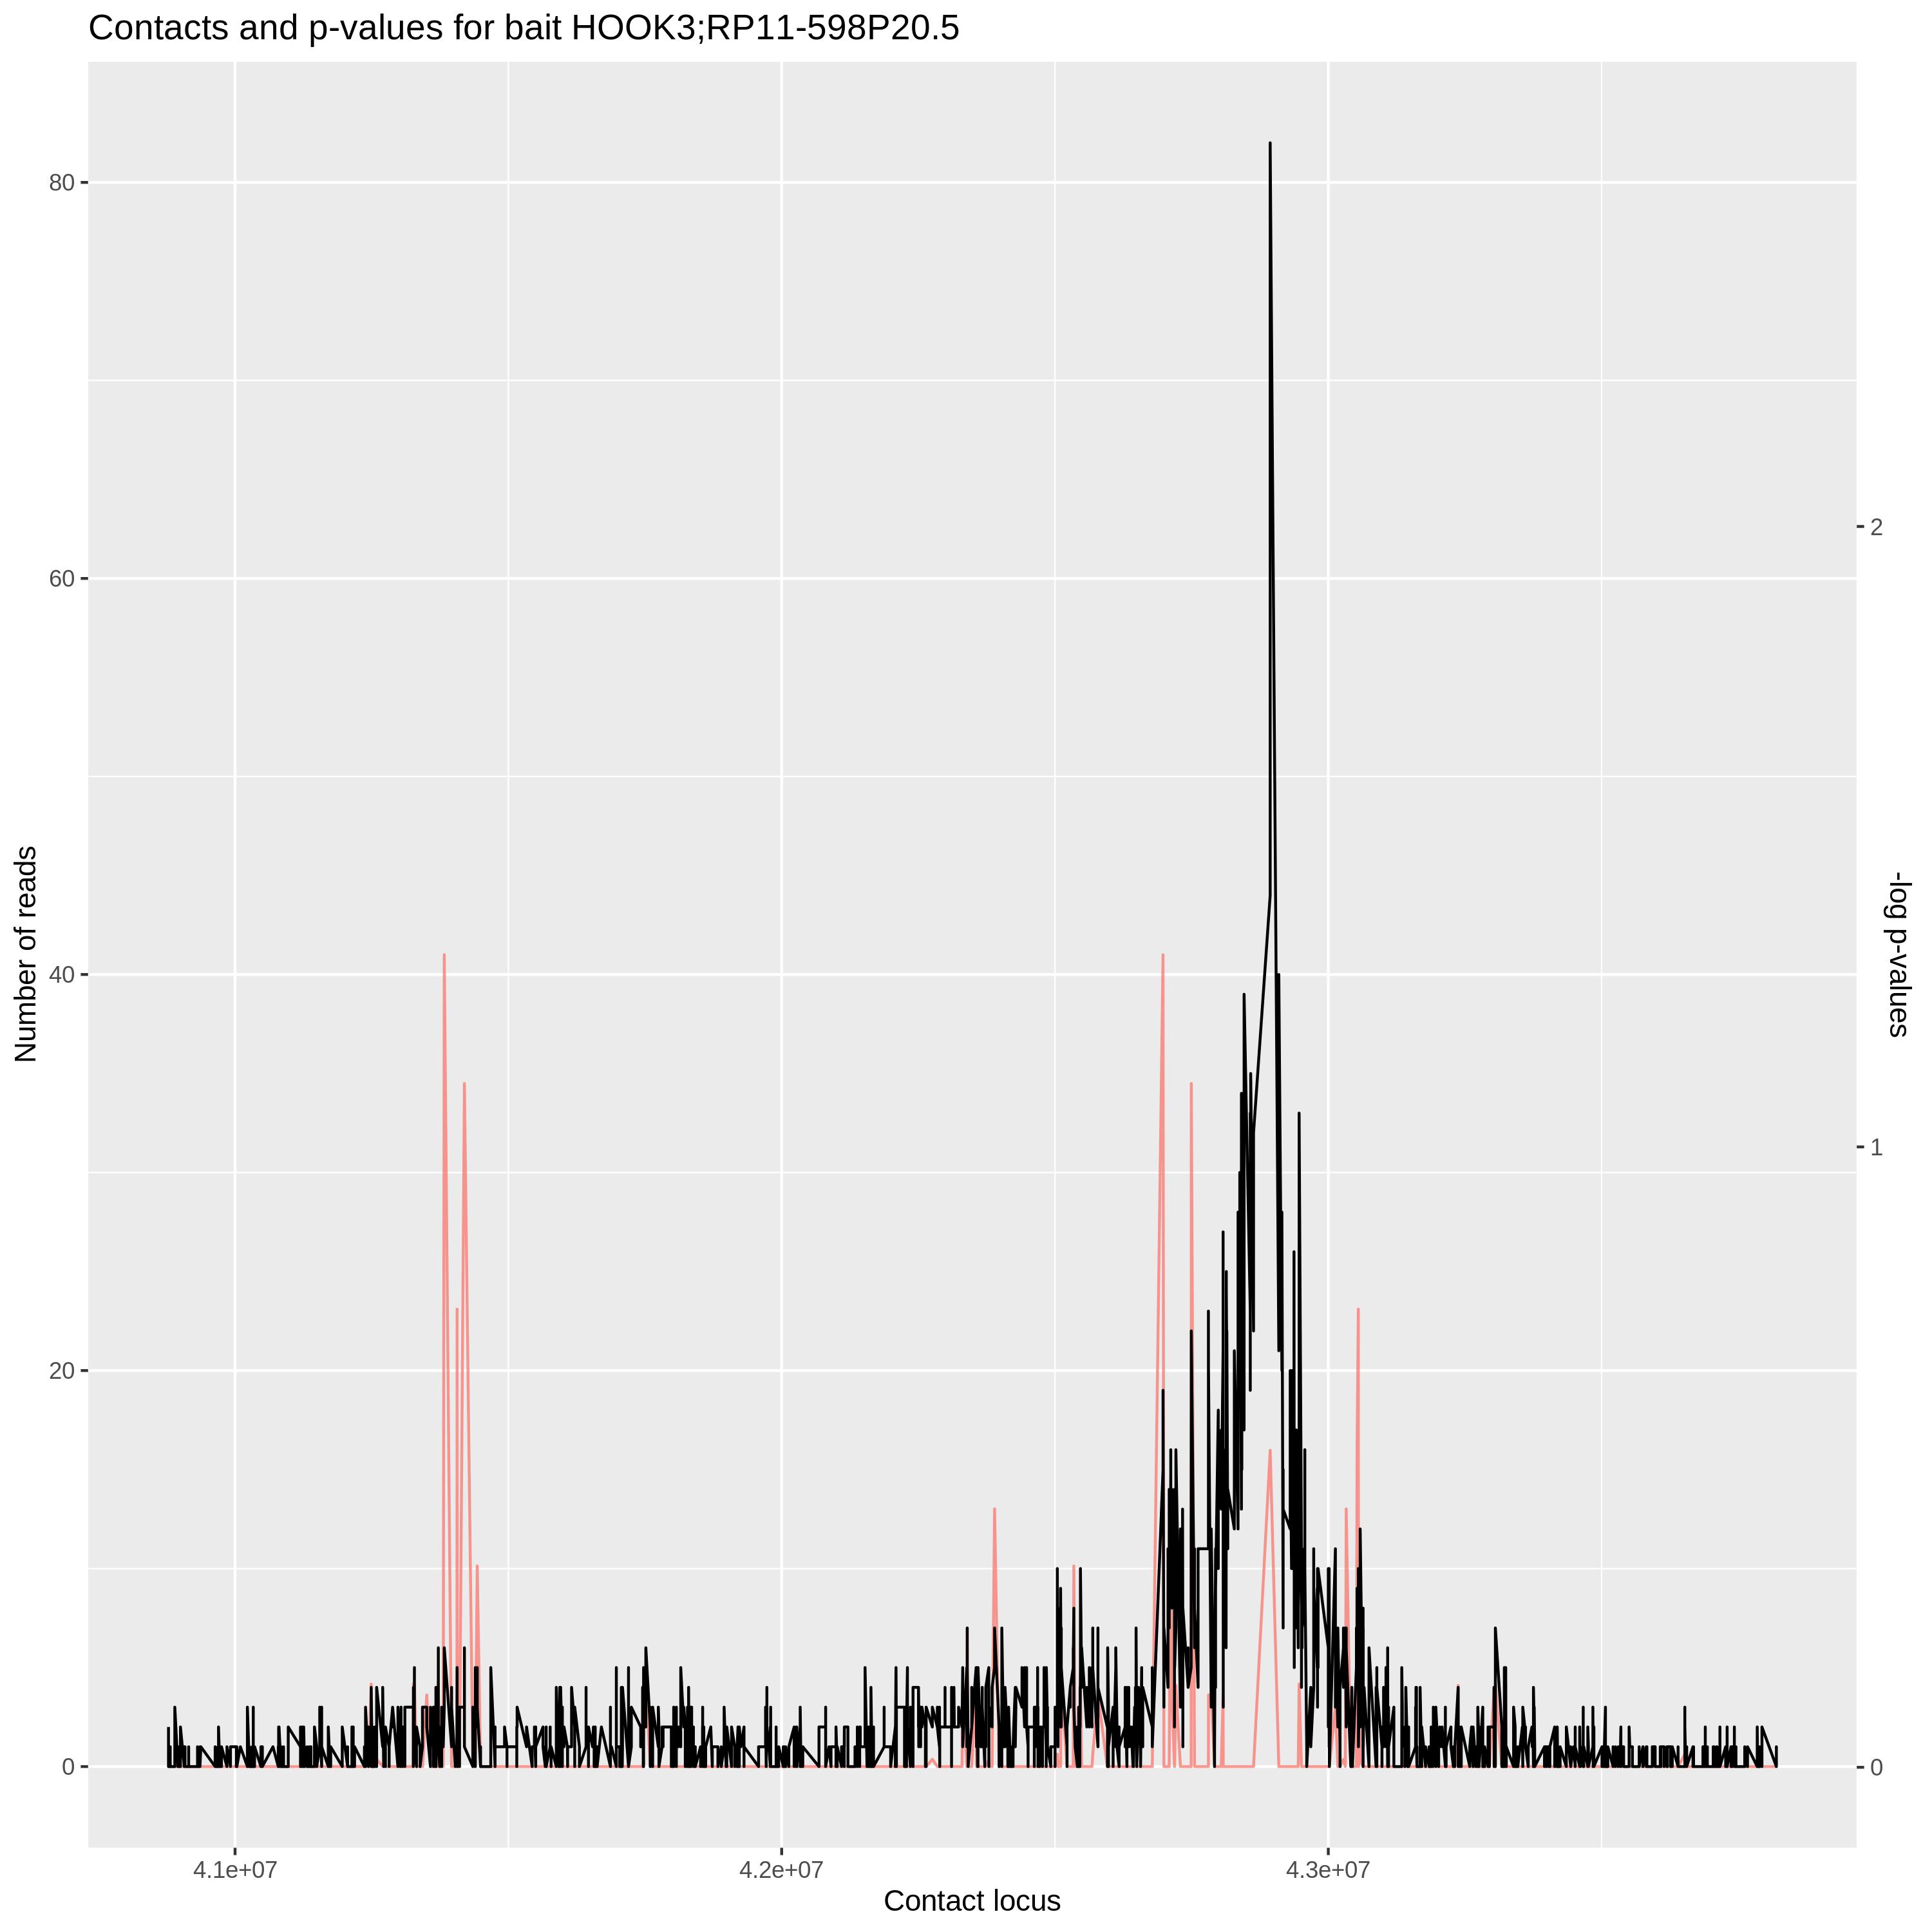 Contacts and p-values for bait HOOK3;RP11-598P20.5
80
60
40
20
0
Number of reads
2
1
0
-log p-values
4.1e+07
4.2e+07
4.3e+07
Contact locus